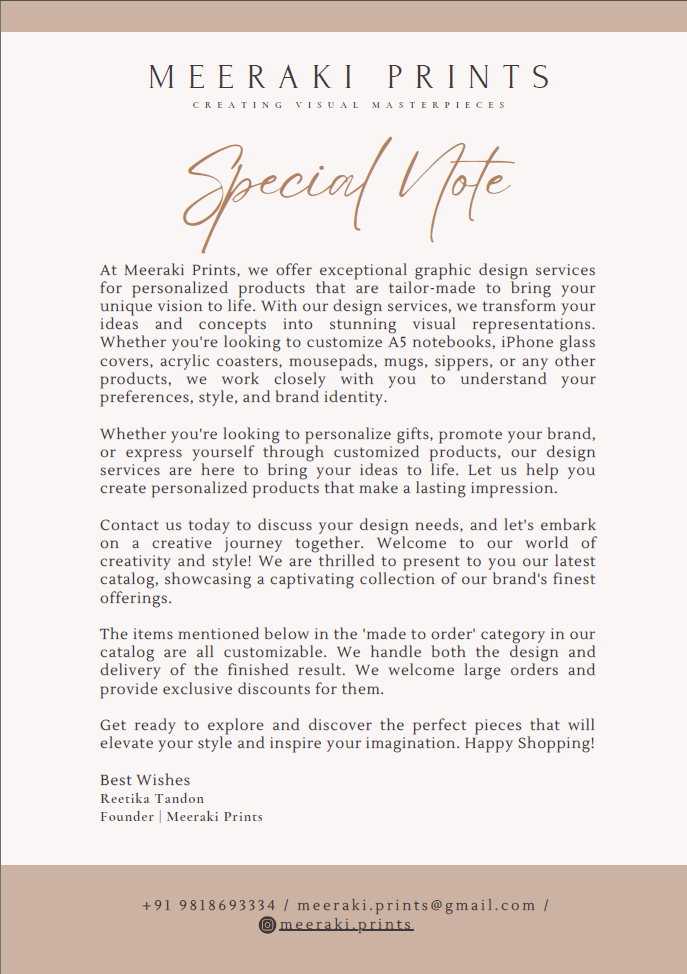 MEERAKI PRINTS
CREATING VISUAL MASTERPIECES
Special Note
At Meeraki Prints, we offer exceptional graphic design services
for personalized products that are tailor-made to bring your
unique vision to life. With our design services, we transform your
ideas and concepts into stunning visual representations.
Whether you're looking to customize A5 notebooks, iPhone glass
covers, acrylic coasters, mousepads, mugs, sippers, or any other
products, we work closely with you to understand your
preferences, style, and brand identity.
Whether you're looking to personalize gifts, promote your brand,
or express yourself through customized products, our design
services are here to bring your ideas to life. Let us help you
create personalized products that make a lasting impression.
Contact us today to discuss your design needs, and let's embark
on a creative journey together. Welcome to our world of
creativity and style! We are thrilled to present to you our latest
catalog, showcasing a captivating collection of our brand's finest
offerings.
The items mentioned below in the 'made to order' category in our
catalog are all customizable. We handle both the design and
delivery of the finished result. We welcome large orders and
provide exclusive discounts for them.
Get ready to explore and discover the perfect pieces that will
elevate your style and inspire your imagination. Happy Shopping!
Best Wishes
Reetika Tandon
Founder | Meeraki Prints
+91 9818693334 / meeraki.prints@gmail.com /
meeraki.prints